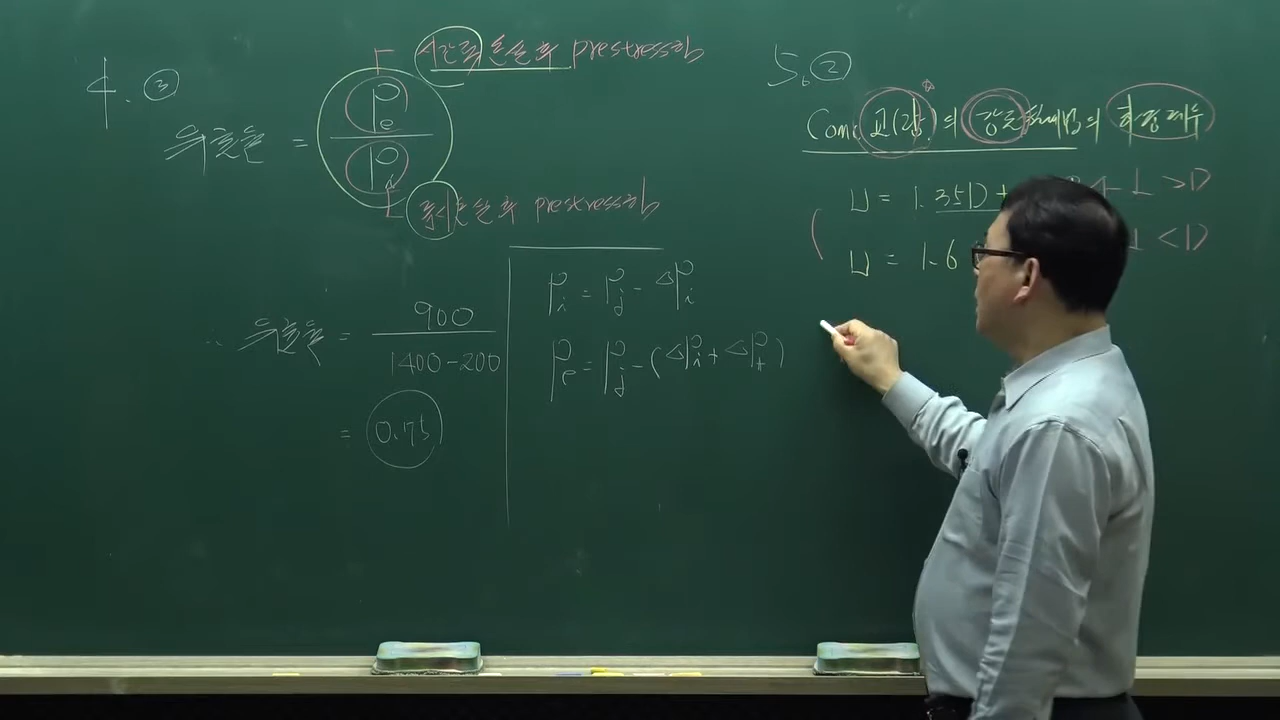 4. ③
시간적 손실후 prestress력
유효율 = Pe / Pi
즉시손실후 prestress력
∴ 유효율 = 900 / 1400-200
= 0.75
Pi = Pj - ΔPi
Pe = Pj - (ΔPi + ΔPt)
5. ②
Conc 교(량)의 강도설계법의 하중계수
U = 1.35D + L > D
U = 1.6 L < D